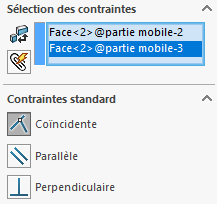 Sélection des contraintes
Face<2>@partie mobile-2
Face<2>@partie mobile-3
Contraintes standard
Coïncidente
Parallèle
Perpendiculaire